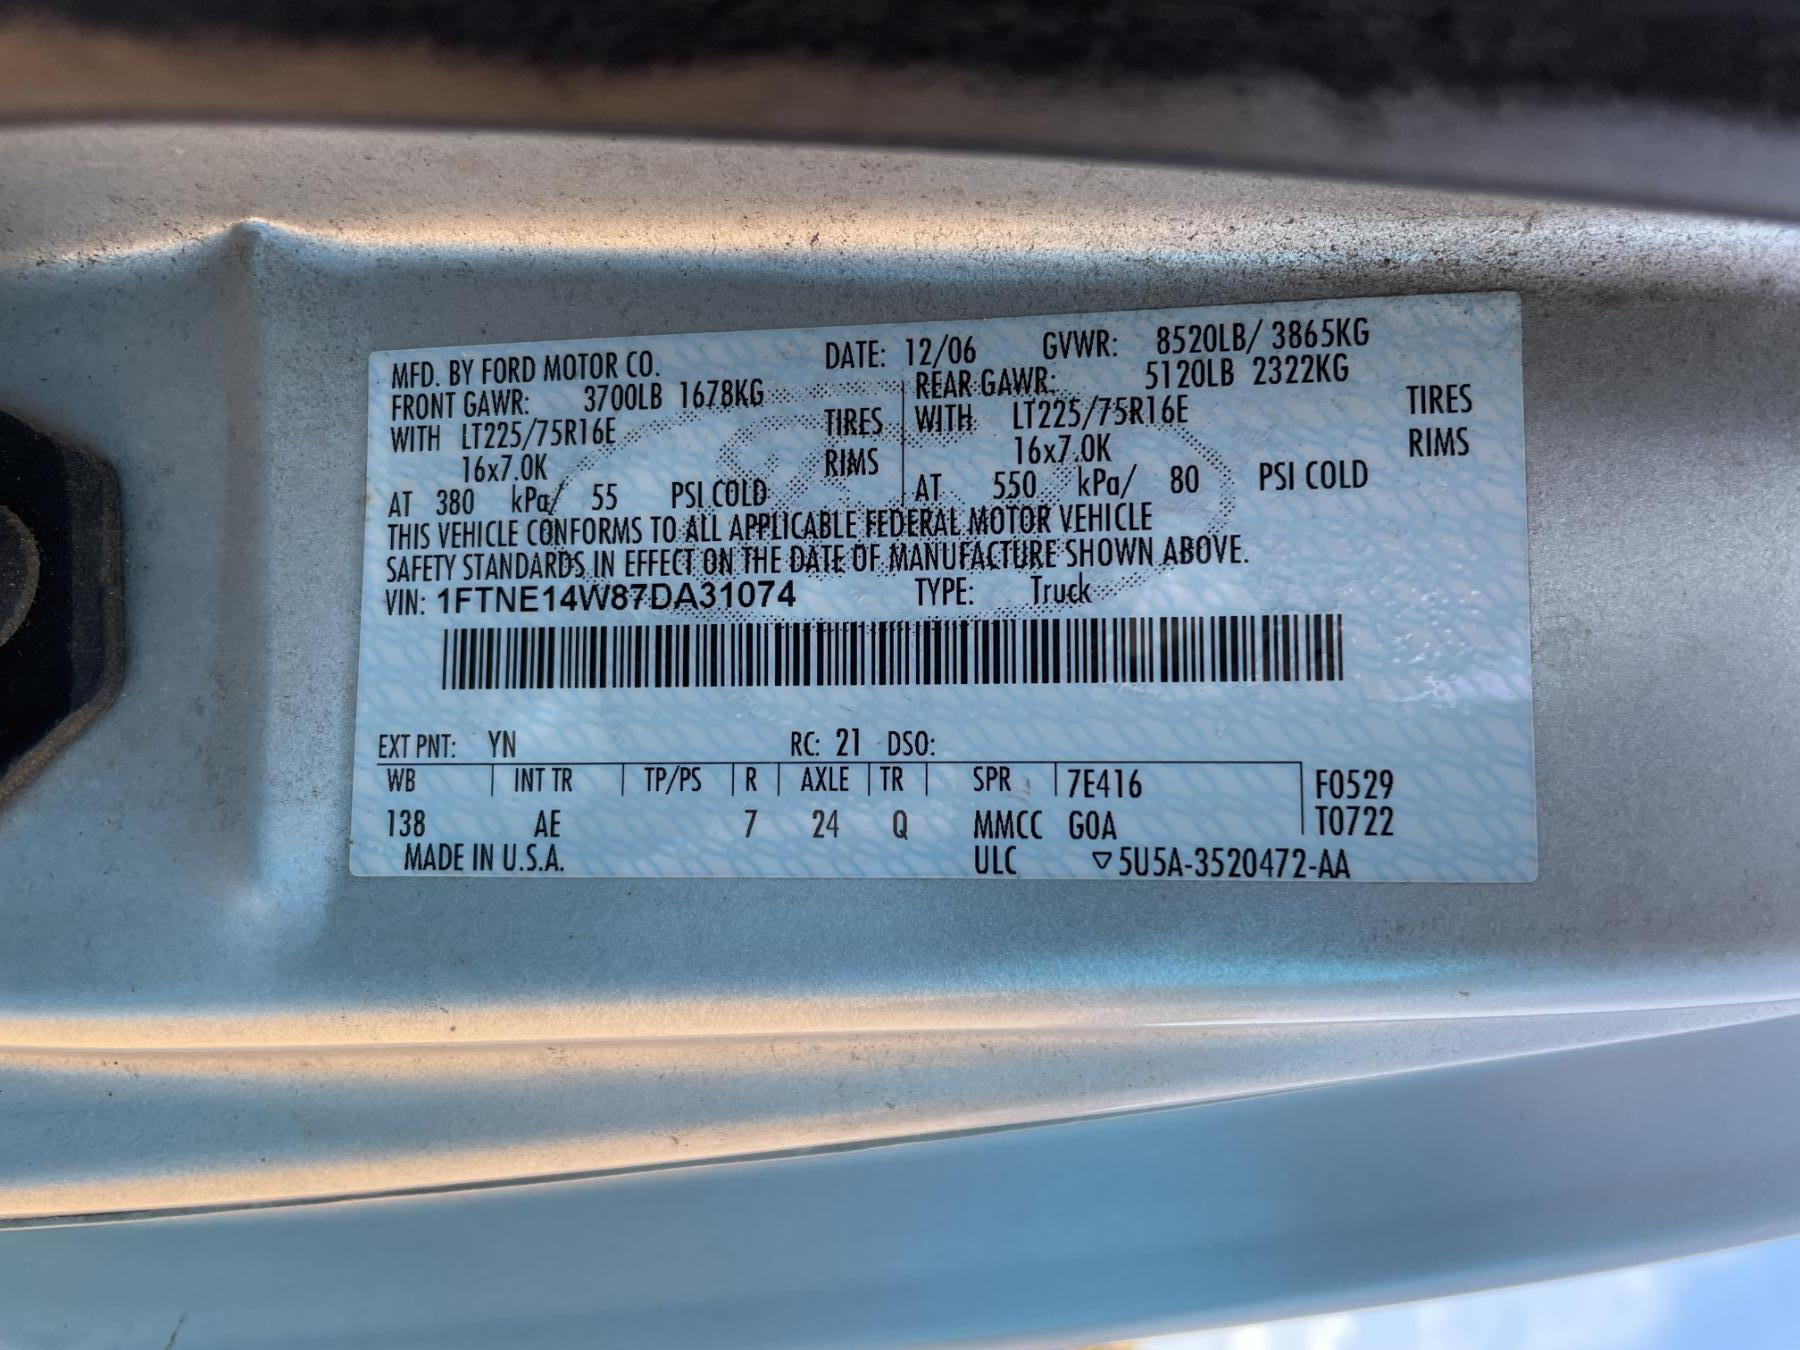 MFD. BY FORD MOTOR CO. DATE: 12/06 GVWR: 8520LB/ 3865KG
FRONT GAWR: 3700LB 1678KG REAR GAWR: 5120LB 2322KG
WITH LT225/75R16E TIRES WITH LT225/75R16E TIRES
16x7.0K RIMS 16x7.0K RIMS
AT 380 kPa/ 55 PSI COLD AT 550 kPa/ 80 PSI COLD
THIS VEHICLE CONFORMS TO ALL APPLICABLE FEDERAL MOTOR VEHICLE
SAFETY STANDARDS IN EFFECT ON THE DATE OF MANUFACTURE SHOWN ABOVE.
VIN: 1FTNE14W87DA31074 TYPE: Truck
EXT PNT: YN RC: 21 DSO:
WB INT TR TP/PS R AXLE TR SPR 7E416 F0529
138 AE 7 24 Q MMCC G0A T0722
MADE IN U.S.A. ULC ▽5U5A-3520472-AA